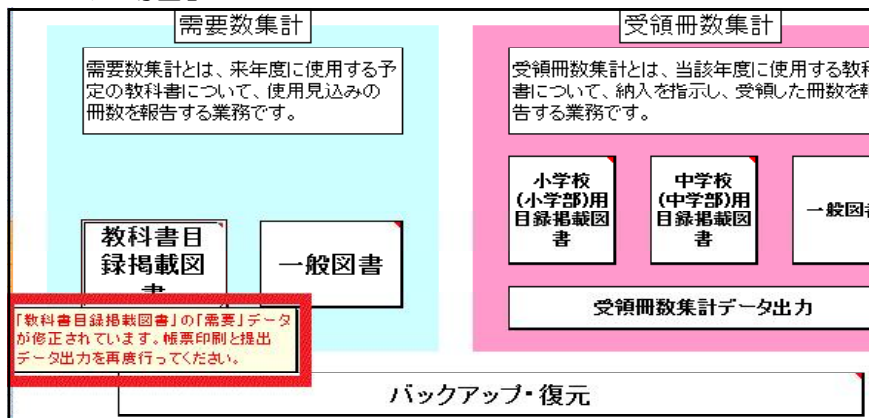 需要数集計
需要数集計とは、来年度に使用する予
定の教科書について、使用見込みの
冊数を報告する業務です。
教科書目
録掲載図
一般図書
「教科書目録掲載図書」の「需要」データ
が修正されています。帳票印刷と提出
データ出力を再度行ってください。
受領冊数集計
受領冊数集計とは、当該年度に使用する教科
書について、納入を指示し、受領した冊数を報
告する業務です。
小学校
(小学部)用
目録掲載図
書
中学校
(中学部)用
目録掲載図
書
一般図書
受領冊数集計データ出力
バックアップ・復元